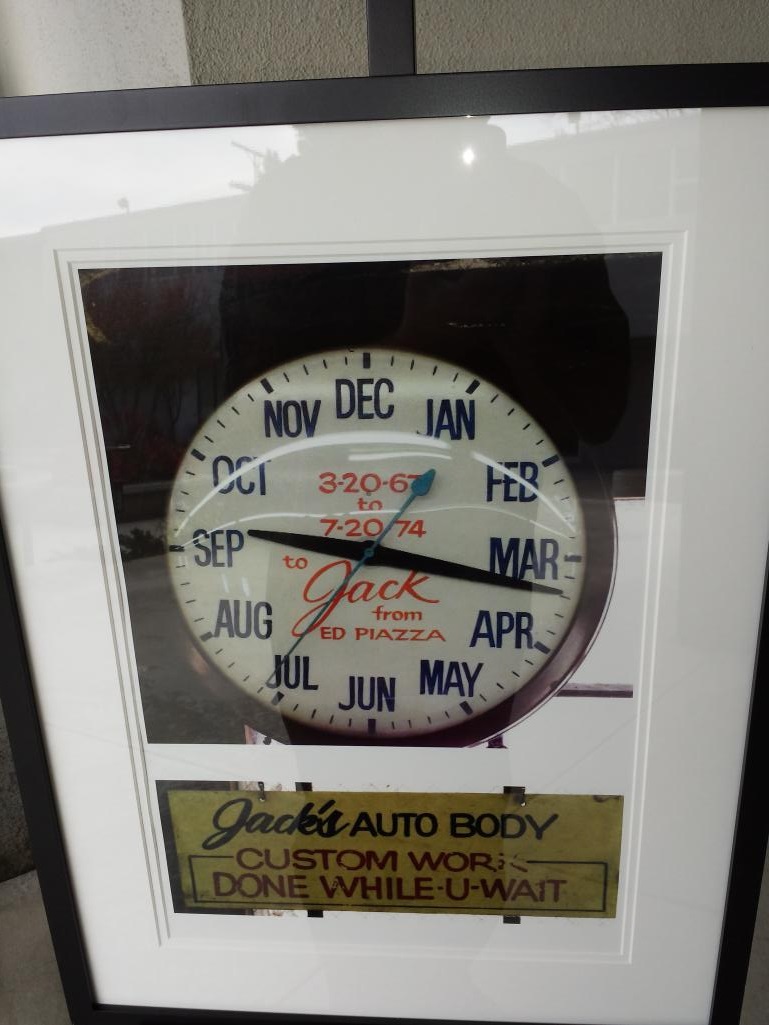 DEC
JAN
FEB
MAR
APR
MAY
JUN
JUL
AUG
SEP
OCT
NOV
3-20-67
to
7-20-74
to
Jack
from
ED PIAZZA
Jack's AUTO BODY
CUSTOM WORK
DONE WHILE-U-WAIT